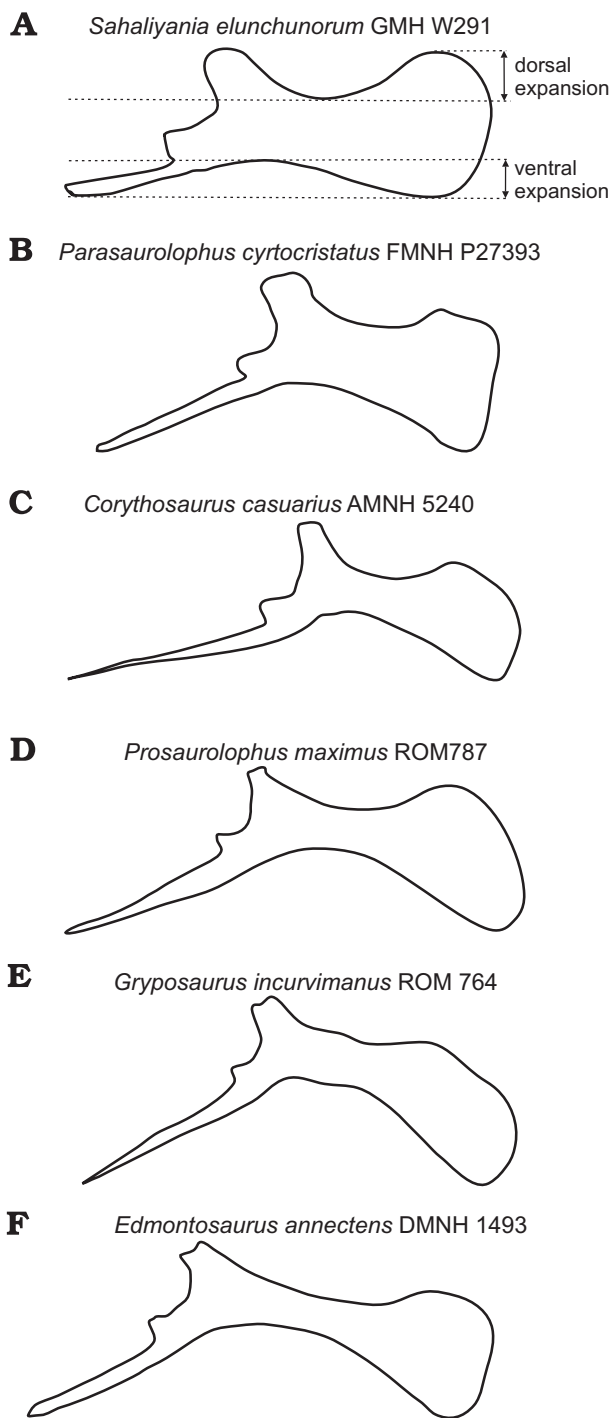 A Sahaliyania elunchunorum GMH W291
dorsal
expansion
ventral
expansion
B Parasaurolophus cyrtocristatus FMNH P27393
C Corythosaurus casuarius AMNH 5240
D Prosaurolophus maximus ROM787
E Gryposaurus incurvimanus ROM 764
F Edmontosaurus annectens DMNH 1493